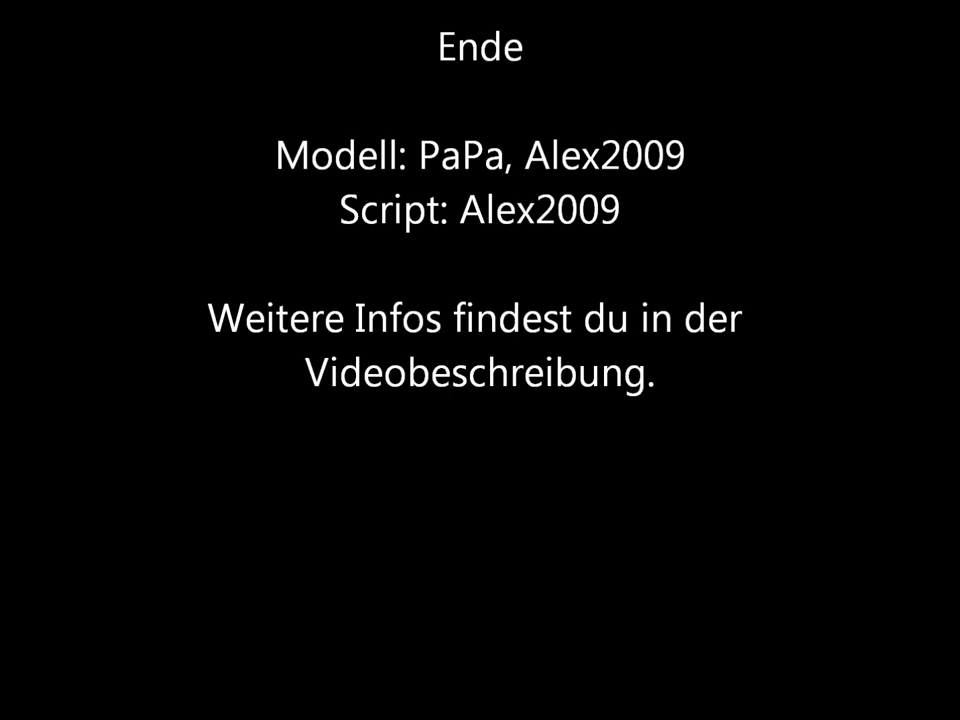 Ende
Modell: PaPa, Alex2009
Script: Alex2009
Weitere Infos findest du in der
Videobeschreibung.